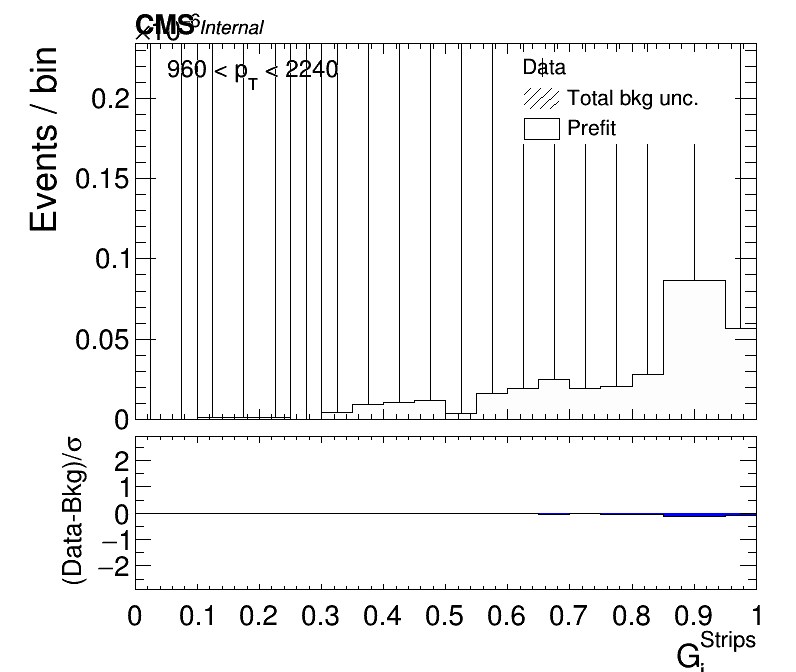 CMS Internal
×10⁻⁶
960 < p_T < 2240
Data
Total bkg unc.
Prefit
Events / bin
0.2
0.15
0.1
0.05
0
(Data-Bkg)/σ
2
1
0
−1
−2
0 0.1 0.2 0.3 0.4 0.5 0.6 0.7 0.8 0.9 1
G_i^Strips